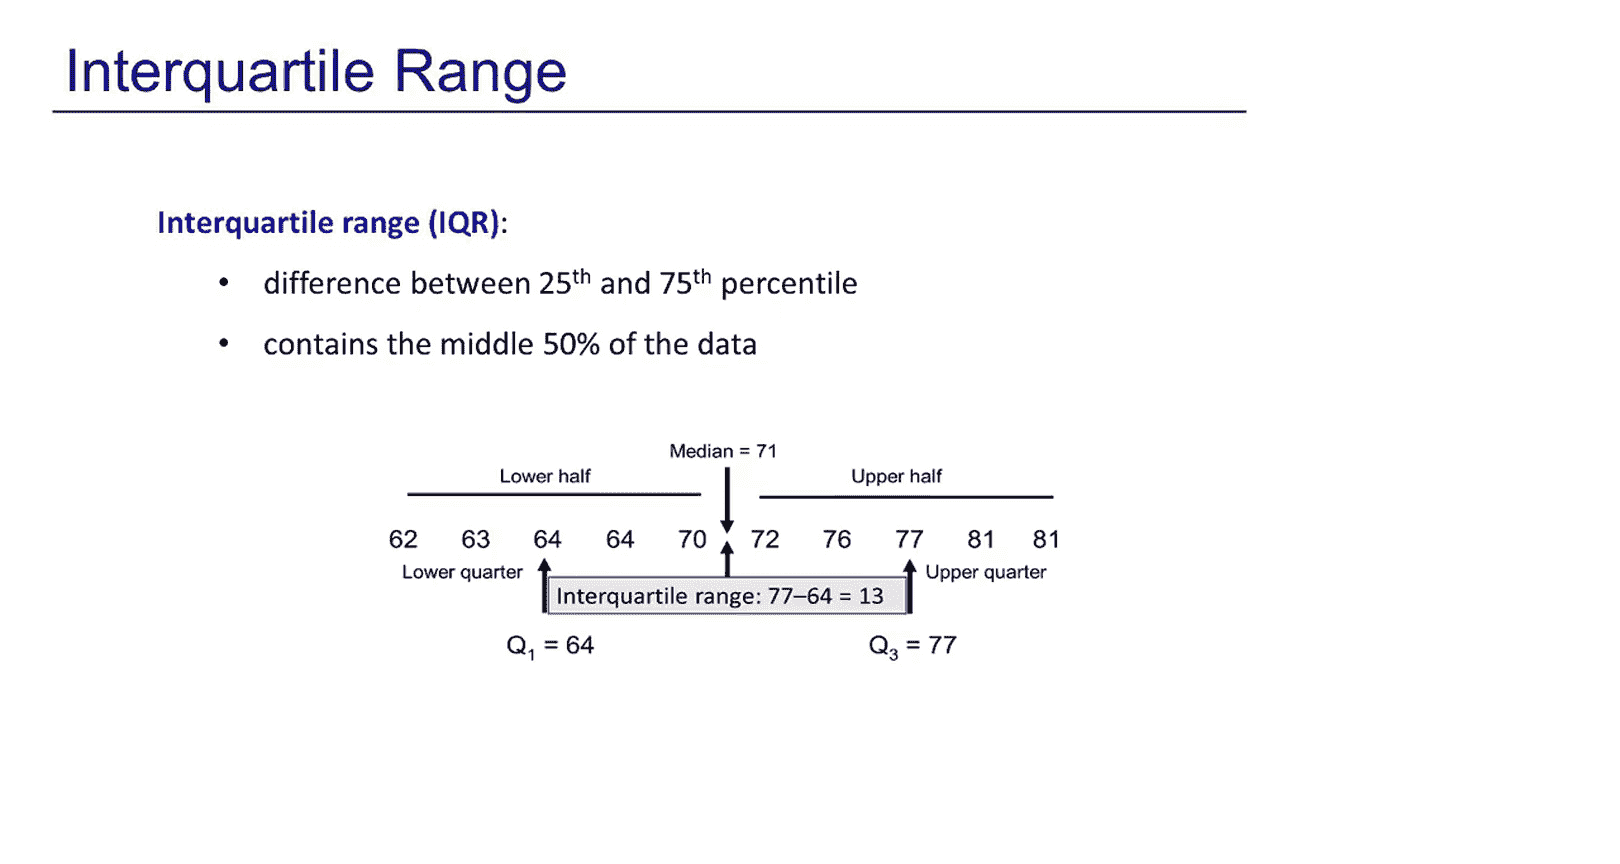 Interquartile Range
Interquartile range (IQR):
• difference between 25th and 75th percentile
• contains the middle 50% of the data
Median = 71
Lower half Upper half
62 63 64 64 70 72 76 77 81 81
Lower quarter Upper quarter
Interquartile range: 77–64 = 13
Q1 = 64 Q3 = 77